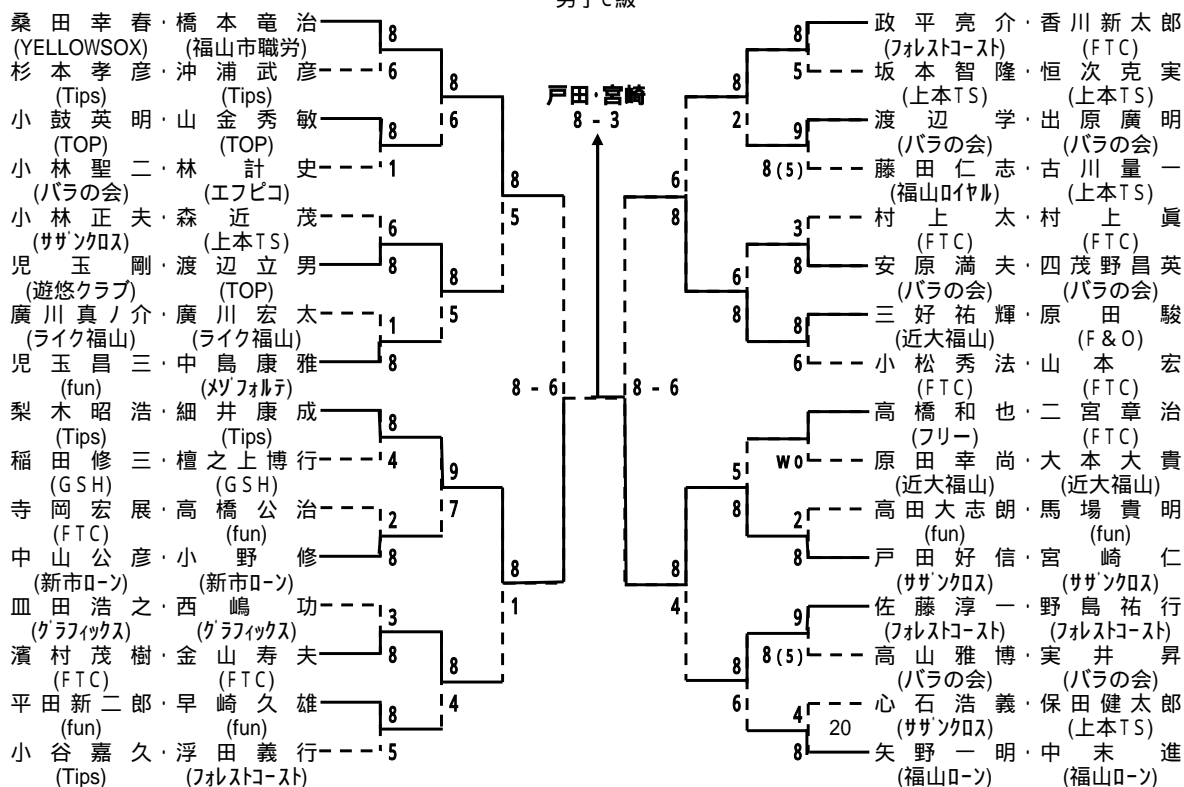 男子C級
桑田幸春・橋本竜治 8
(YELLOWSOX) (福山市職労)
杉本孝彦・沖浦武彦 6
(Tips) (Tips)
8
6
小鼓英明・山金秀敏 8
(TOP) (TOP)
小林聖二・林計史 1
(バラの会) (エフピコ)
8
5
小林正夫・森近茂 6
(サザンクロス) (上本TS)
児玉剛・渡辺立男 8
(遊悠クラブ) (TOP)
8
5
廣川真ノ介・廣川宏太 1
(ライク福山) (ライク福山)
児玉昌三・中島康雅 8
(fun) (メゾフォルテ)
8-6
梨木昭浩・細井康成 8
(Tips) (Tips)
稲田修三・檀之上博行 4
(GSH) (GSH)
9
7
寺岡宏展・高橋公治 2
(FTC) (fun)
中山公彦・小野修 8
(新市ローン) (新市ローン)
8
1
皿田浩之・西嶋功 3
(グラフィックス) (グラフィックス)
濱村茂樹・金山寿夫 8
(FTC) (FTC)
8
4
平田新二郎・早崎久雄 8
(fun) (fun)
小谷嘉久・浮田義行 5
(Tips) (フォレストコースト)
戸田・宮崎
8-3
8 政平亮介・香川新太郎
(フォレストコースト) (FTC)
5 坂本智隆・恒次克実
(上本TS) (上本TS)
8
2
9 渡辺学・出原廣明
(バラの会) (バラの会)
8(5) 藤田仁志・古川量一
(福山ロイヤル) (上本TS)
6
8
3 村上太・村上眞
(FTC) (FTC)
8 安原満夫・四茂野昌英
(バラの会) (バラの会)
6
8
8 三好祐輝・原田駿
(近大福山) (F&O)
6 小松秀法・山本宏
(FTC) (FTC)
8-6
高橋和也・二宮章治
(フリー) (FTC)
WO 原田幸尚・大本大貴
(近大福山) (近大福山)
5
8
2 高田大志朗・馬場貴明
(fun) (fun)
8 戸田好信・宮崎仁
(サザンクロス) (サザンクロス)
8
4
9 佐藤淳一・野島祐行
(フォレストコースト) (フォレストコースト)
8(5) 高山雅博・実井昇
(バラの会) (バラの会)
8
6
4 心石浩義・保田健太郎
20 (サザンクロス) (上本TS)
8 矢野一明・中末進
(福山ローン) (福山ローン)